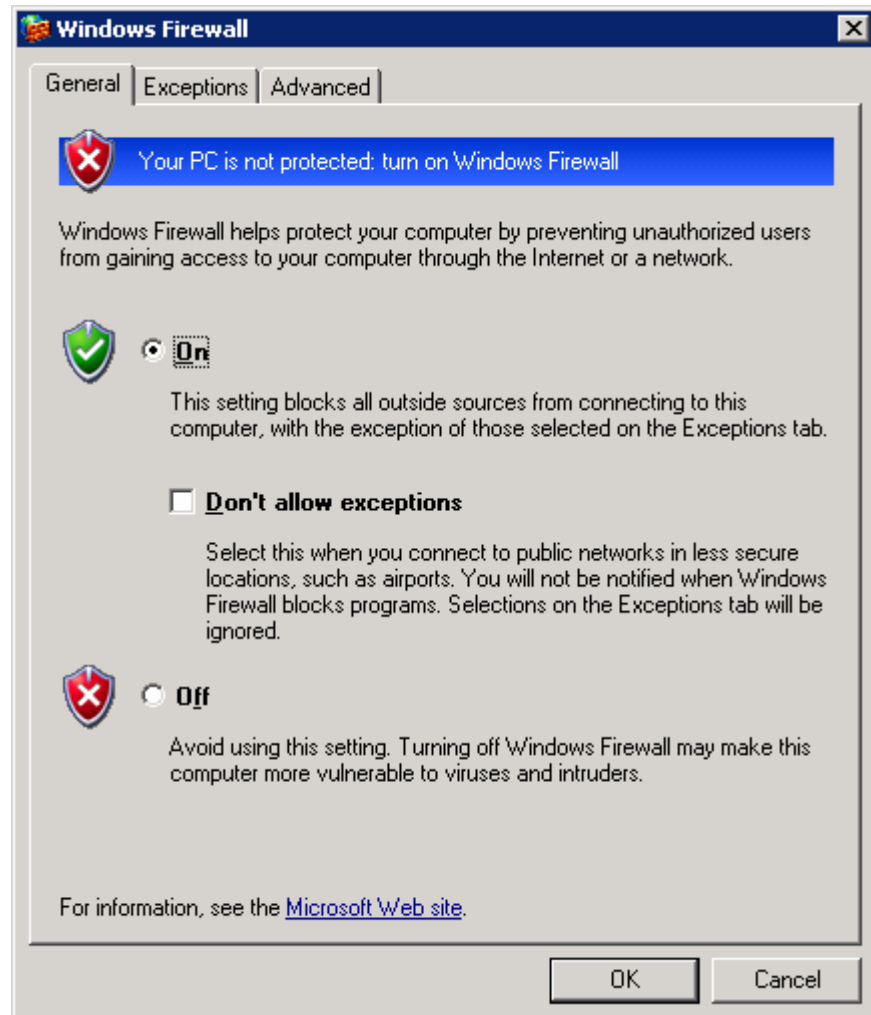 Windows Firewall
General
Exceptions
Advanced
Your PC is not protected: turn on Windows Firewall
Windows Firewall helps protect your computer by preventing unauthorized users
from gaining access to your computer through the Internet or a network.
On
This setting blocks all outside sources from connecting to this
computer, with the exception of those selected on the Exceptions tab.
Don't allow exceptions
Select this when you connect to public networks in less secure
locations, such as airports. You will not be notified when Windows
Firewall blocks programs. Selections on the Exceptions tab will be
ignored.
Off
Avoid using this setting. Turning off Windows Firewall may make this
computer more vulnerable to viruses and intruders.
For information, see the Microsoft Web site.
OK
Cancel